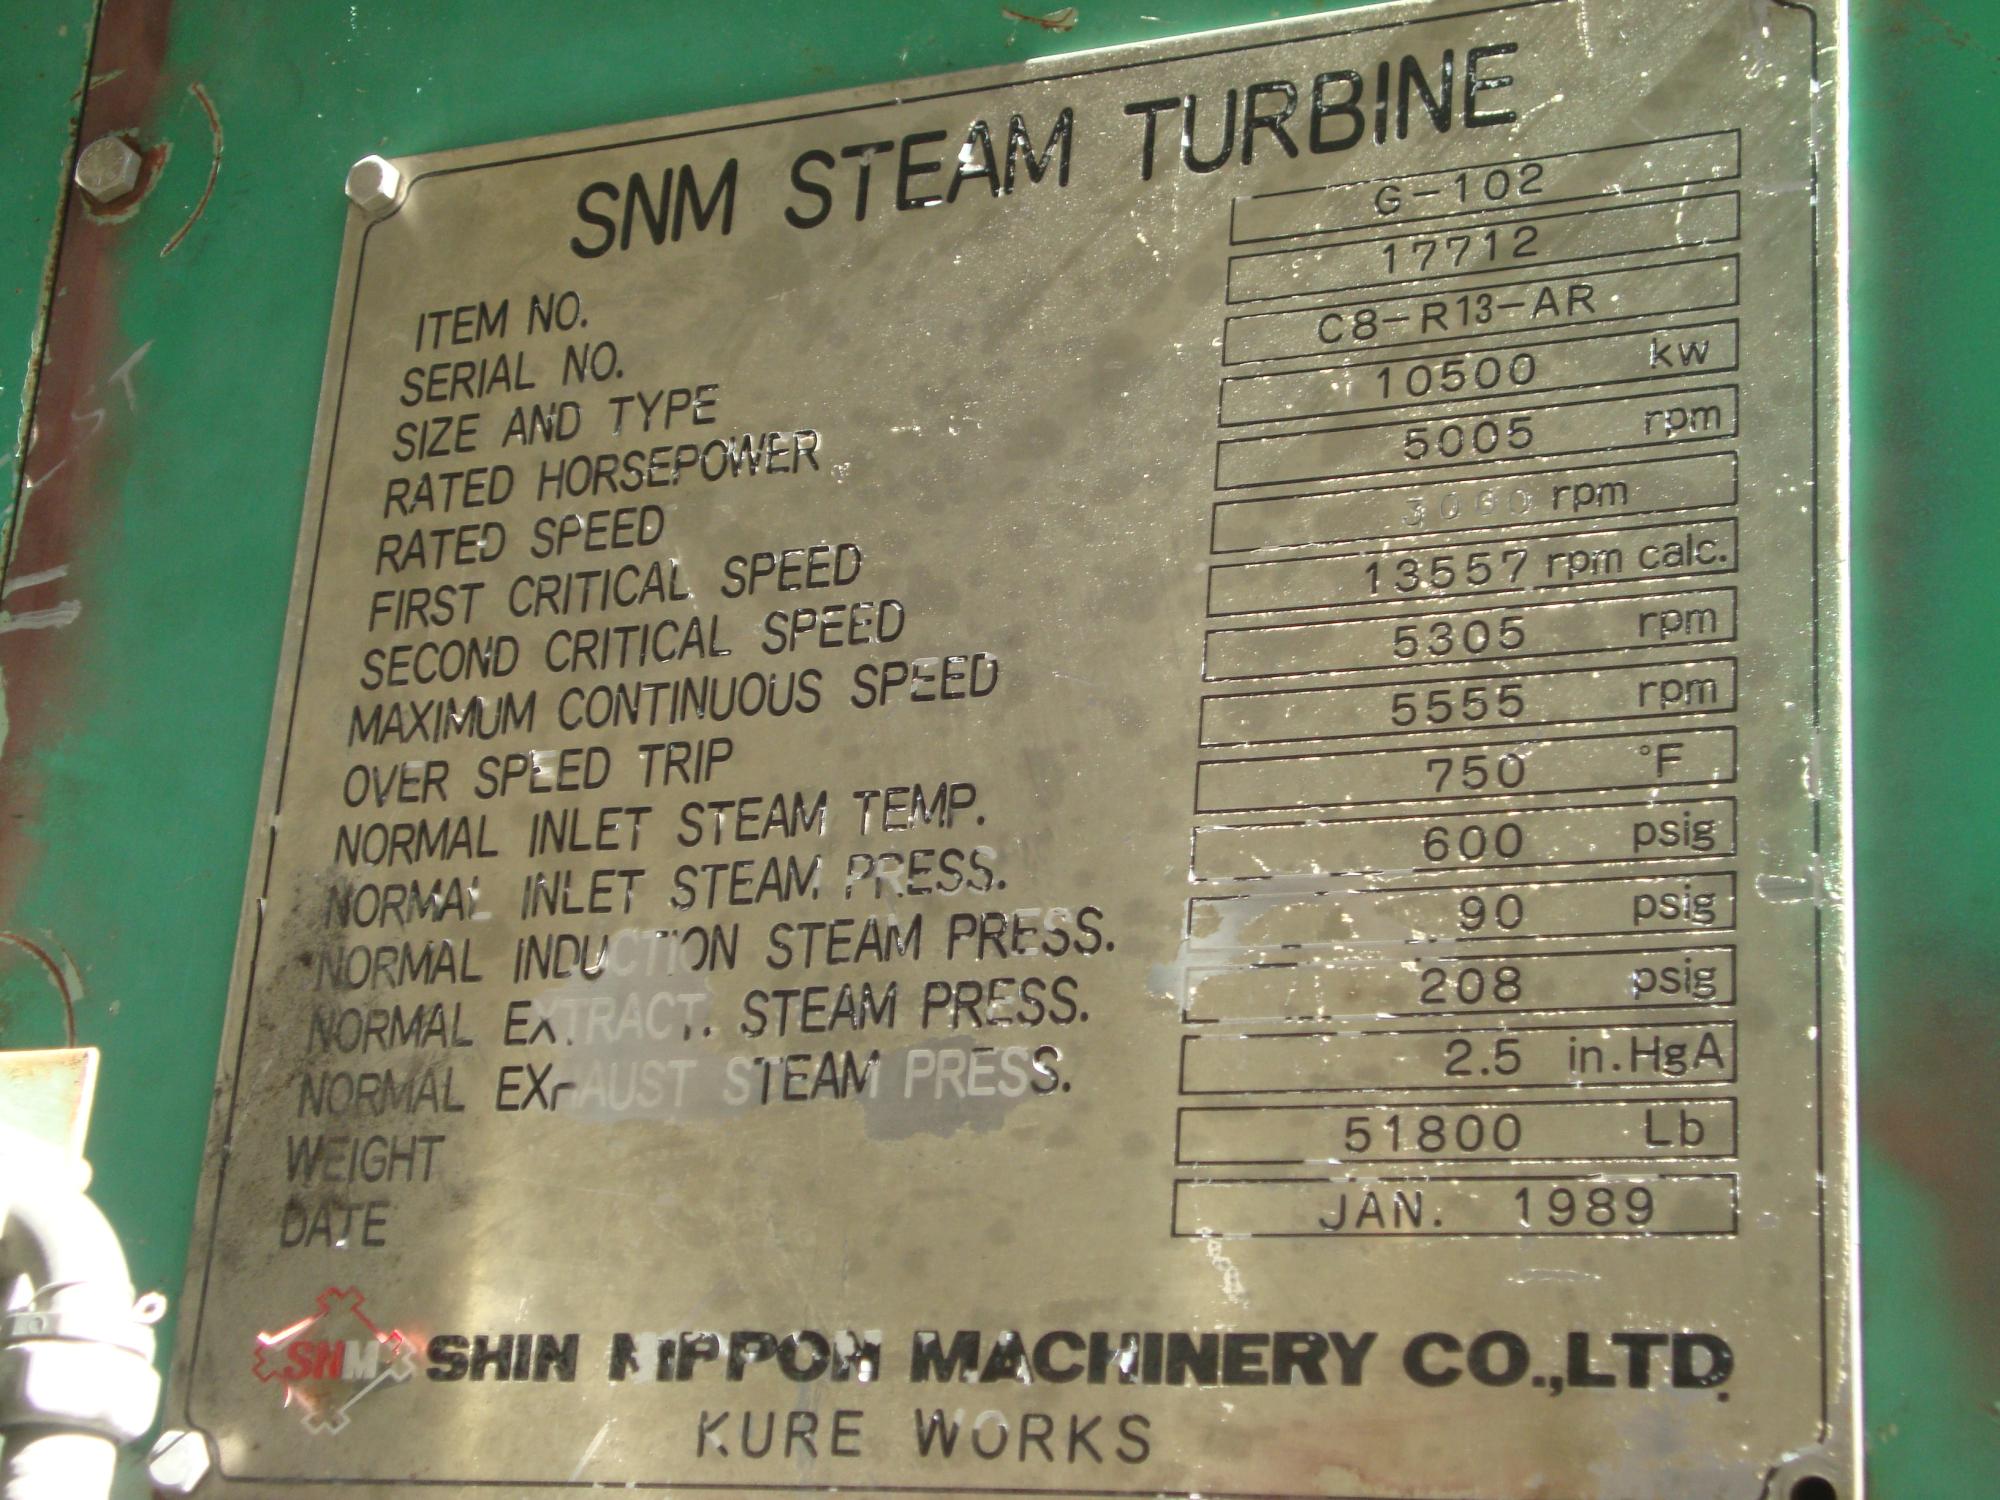 SNM STEAM TURBINE
ITEM NO. G-102
SERIAL NO. 17712
SIZE AND TYPE C8-R13-AR
RATED HORSEPOWER 10500 kw
RATED SPEED 5005 rpm
FIRST CRITICAL SPEED rpm
SECOND CRITICAL SPEED 13557 rpm calc.
MAXIMUM CONTINUOUS SPEED 5305 rpm
OVER SPEED TRIP 5555 rpm
NORMAL INLET STEAM TEMP. 750 °F
NORMAL INLET STEAM PRESS. 600 psig
NORMAL INDUCTION STEAM PRESS. 90 psig
NORMAL EXTRACT. STEAM PRESS. 208 psig
NORMAL EXHAUST STEAM PRESS. 2.5 in.HgA
WEIGHT 51800 Lb
DATE JAN. 1989
SNM SHIN NIPPON MACHINERY CO.,LTD.
KURE WORKS